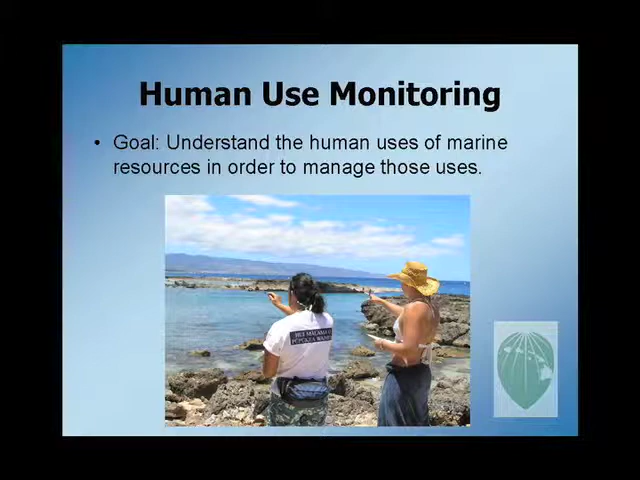 Human Use Monitoring
• Goal: Understand the human uses of marine
resources in order to manage those uses.